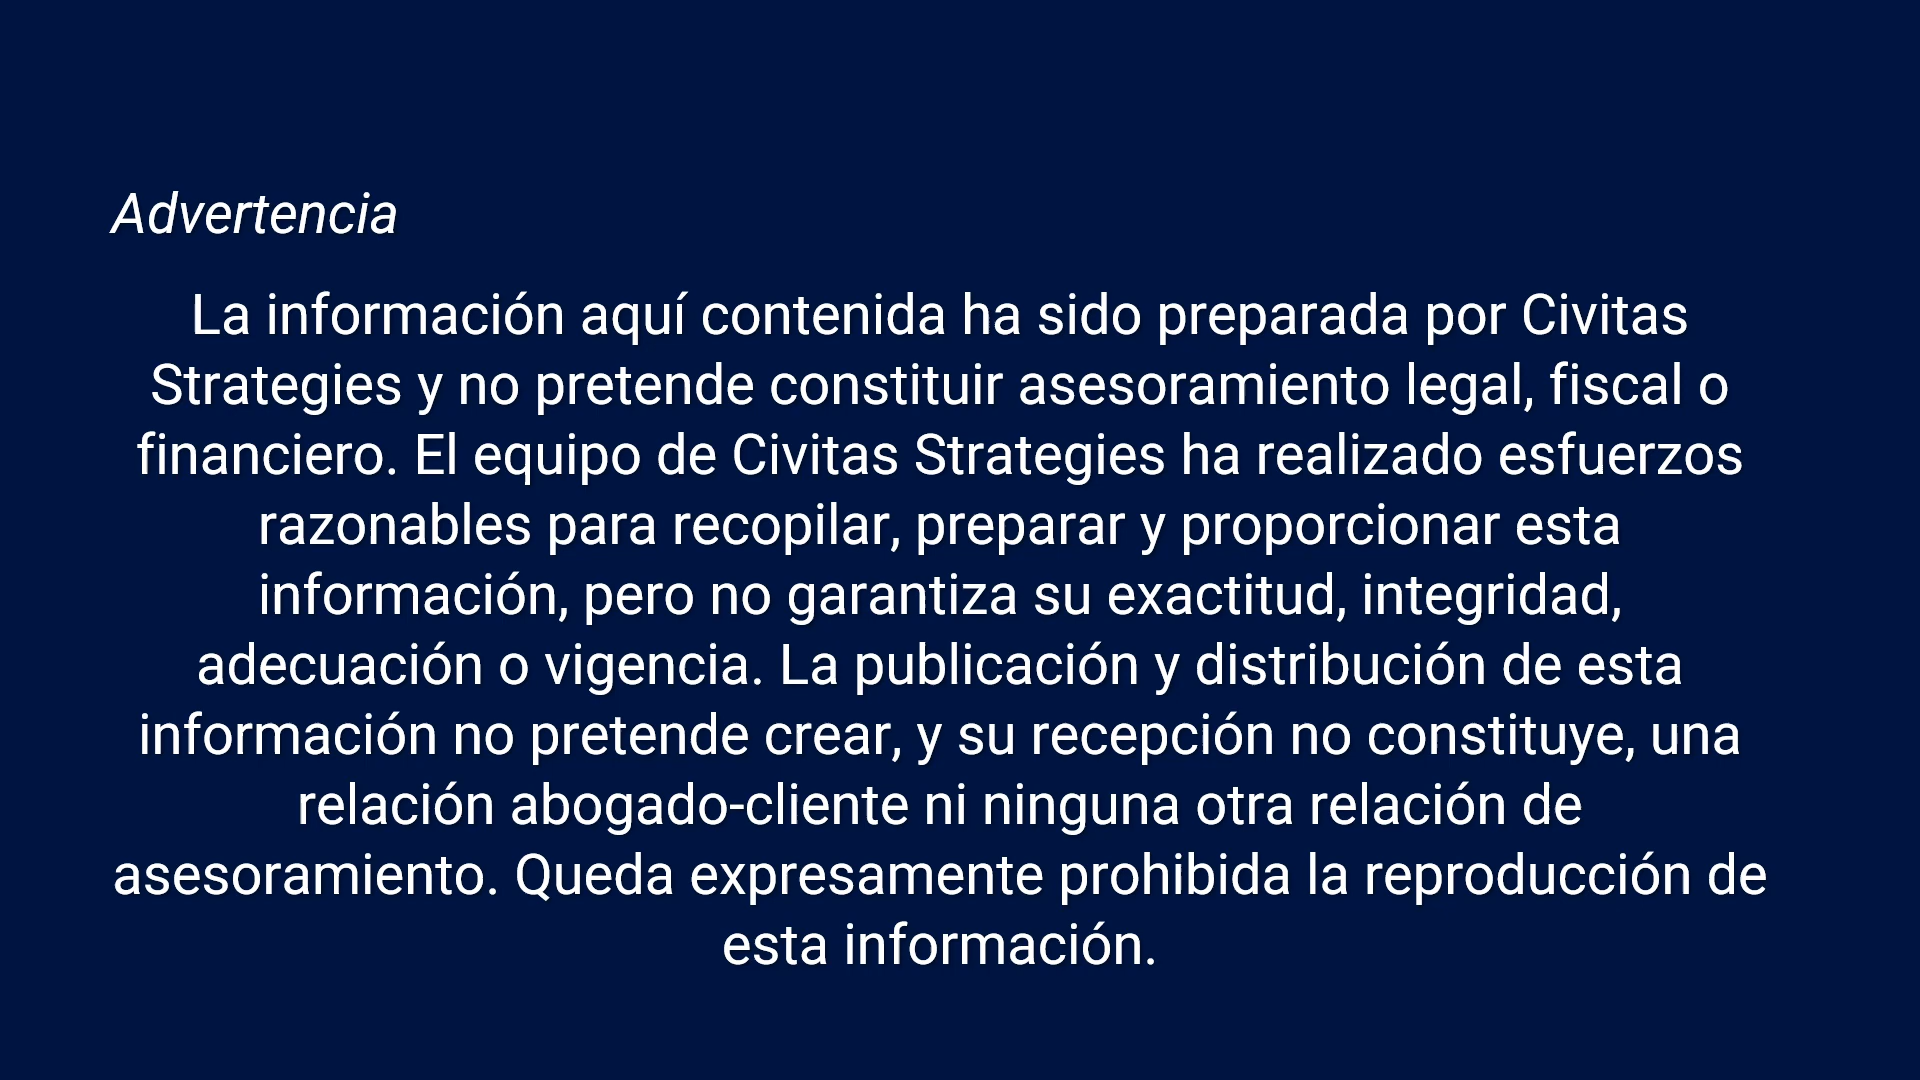 Advertencia
La información aquí contenida ha sido preparada por Civitas
Strategies y no pretende constituir asesoramiento legal, fiscal o
financiero. El equipo de Civitas Strategies ha realizado esfuerzos
razonables para recopilar, preparar y proporcionar esta
información, pero no garantiza su exactitud, integridad,
adecuación o vigencia. La publicación y distribución de esta
información no pretende crear, y su recepción no constituye, una
relación abogado-cliente ni ninguna otra relación de
asesoramiento. Queda expresamente prohibida la reproducción de
esta información.